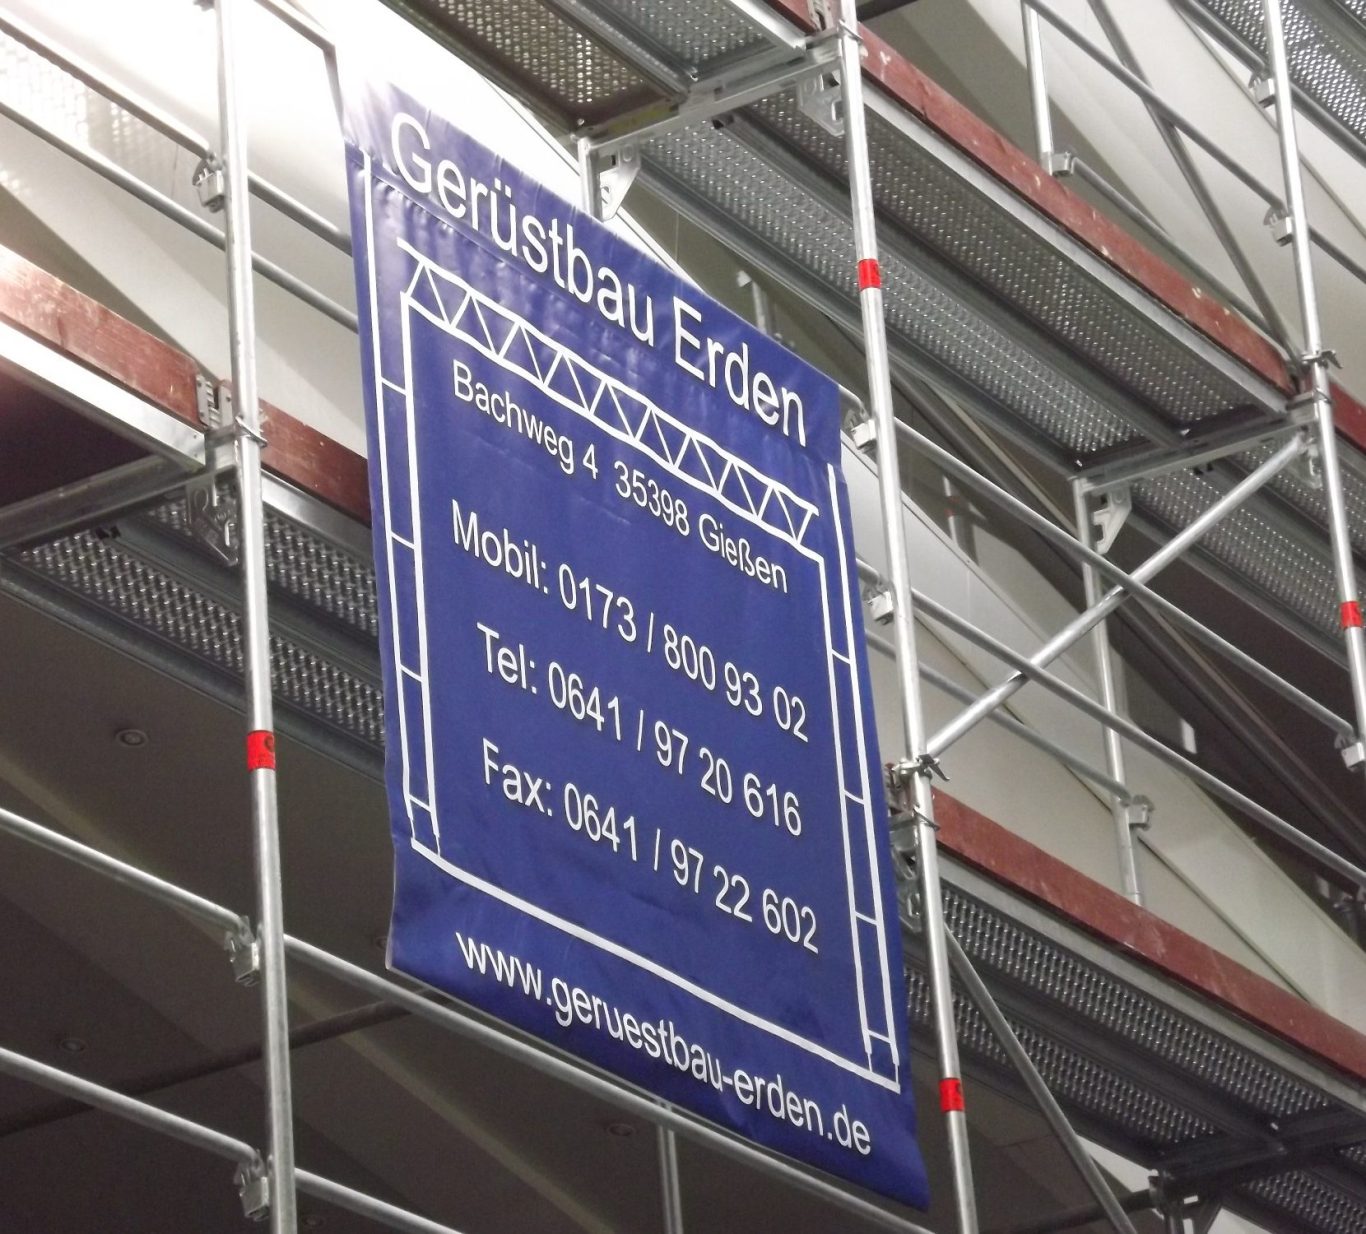 Gerüstbau Erden
Bachweg 4 35398 Gießen
Mobil: 0173 / 800 93 02
Tel: 0641 / 97 20 616
Fax: 0641 / 97 22 602
www.geruestbau-erden.de